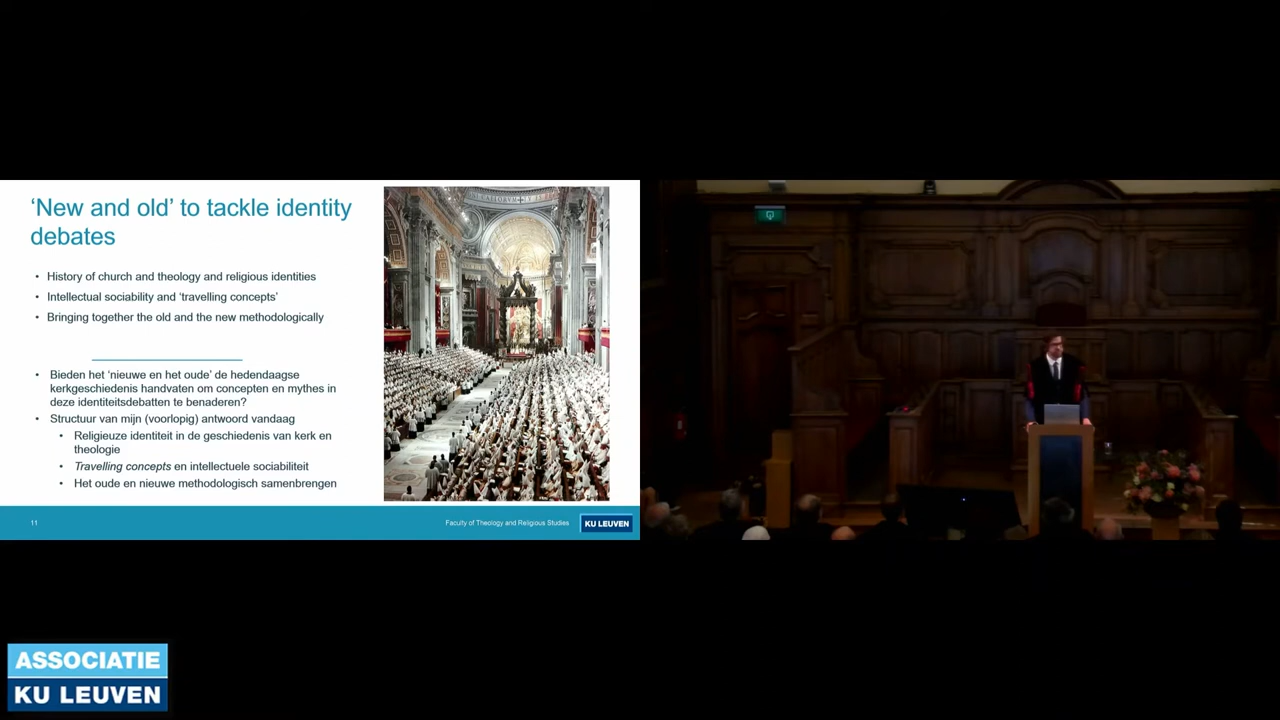 ‘New and old’ to tackle identity
debates
• History of church and theology and religious identities
• Intellectual sociability and ‘travelling concepts’
• Bringing together the old and the new methodologically
• Bieden het ‘nieuwe en het oude’ de hedendaagse
kerkgeschiedenis handvaten om concepten en mythes in
deze identiteitsdebatten te benaderen?
• Structuur van mijn (voorlopig) antwoord vandaag
• Religieuze identiteit in de geschiedenis van kerk en
theologie
• Travelling concepts en intellectuele sociabiliteit
• Het oude en nieuwe methodologisch samenbrengen
11
Faculty of Theology and Religious Studies
KU LEUVEN
ASSOCIATIE
KU LEUVEN